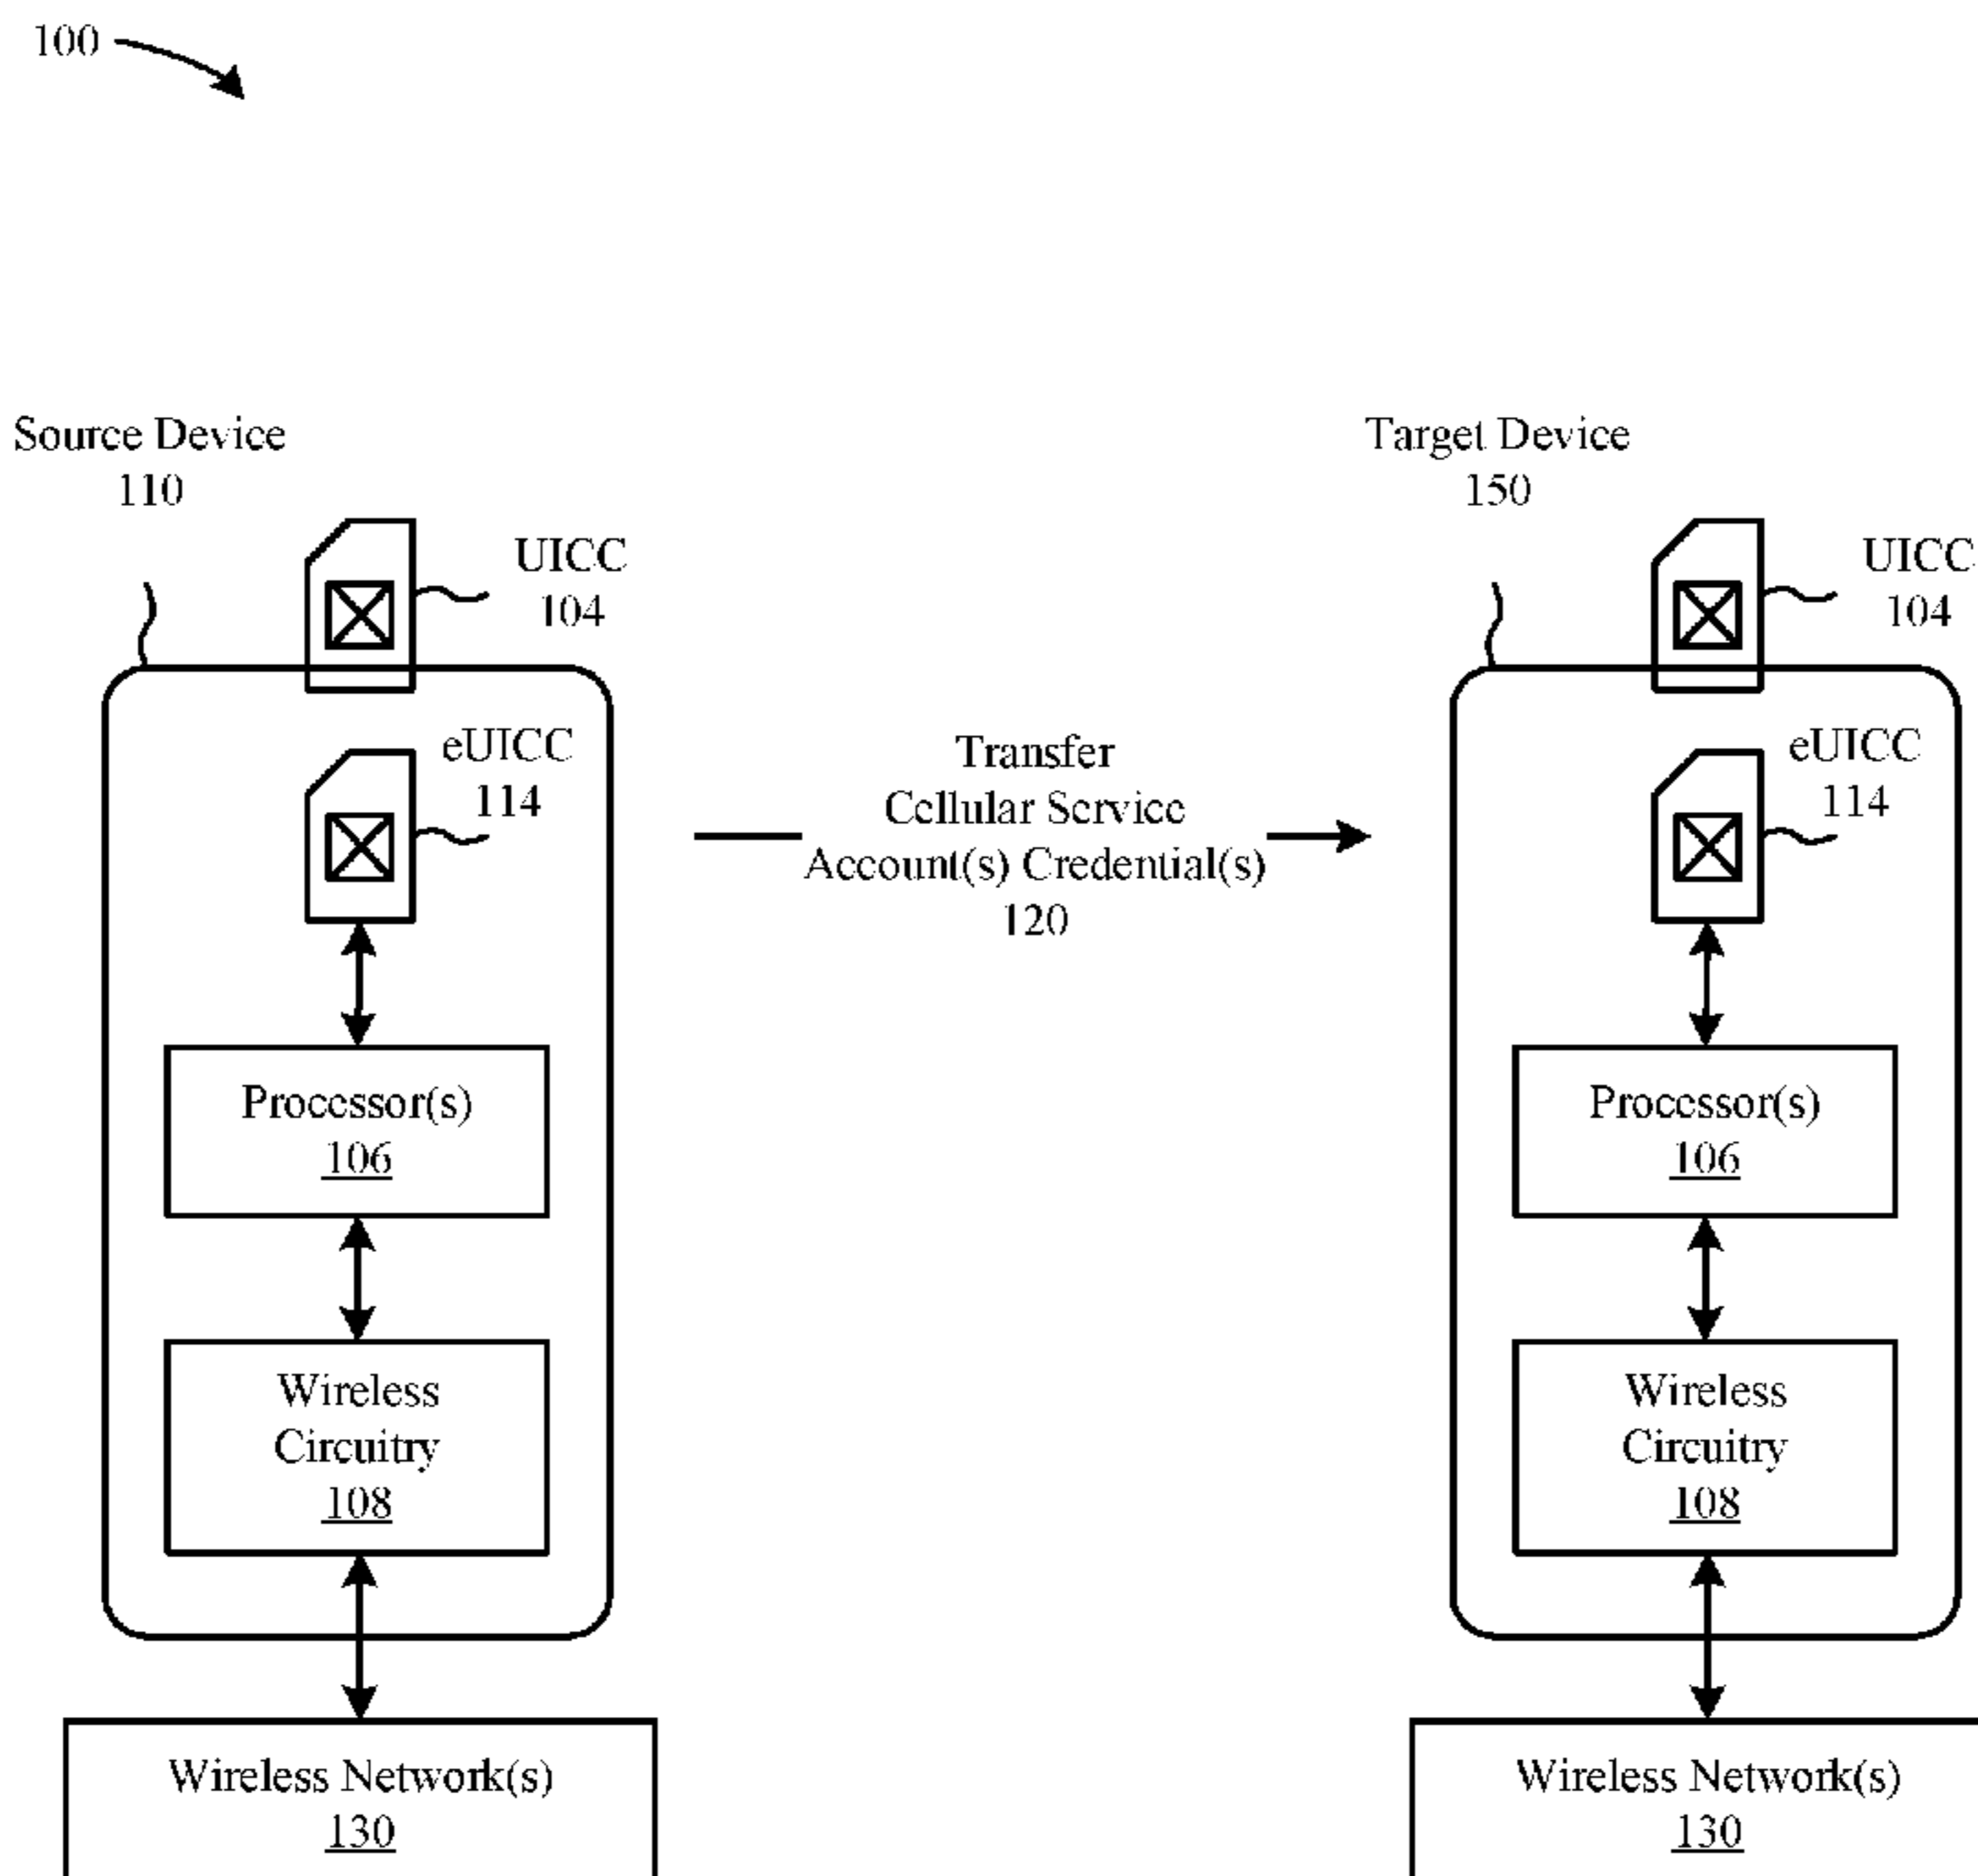 100
Source Device
110
UICC
104
eUICC
114
Processor(s)
106
Wireless
Circuitry
108
Wireless Network(s)
130
Transfer
Cellular Service
Account(s) Credential(s)
120
Target Device
150
UICC
104
eUICC
114
Processor(s)
106
Wireless
Circuitry
108
Wireless Network(s)
130